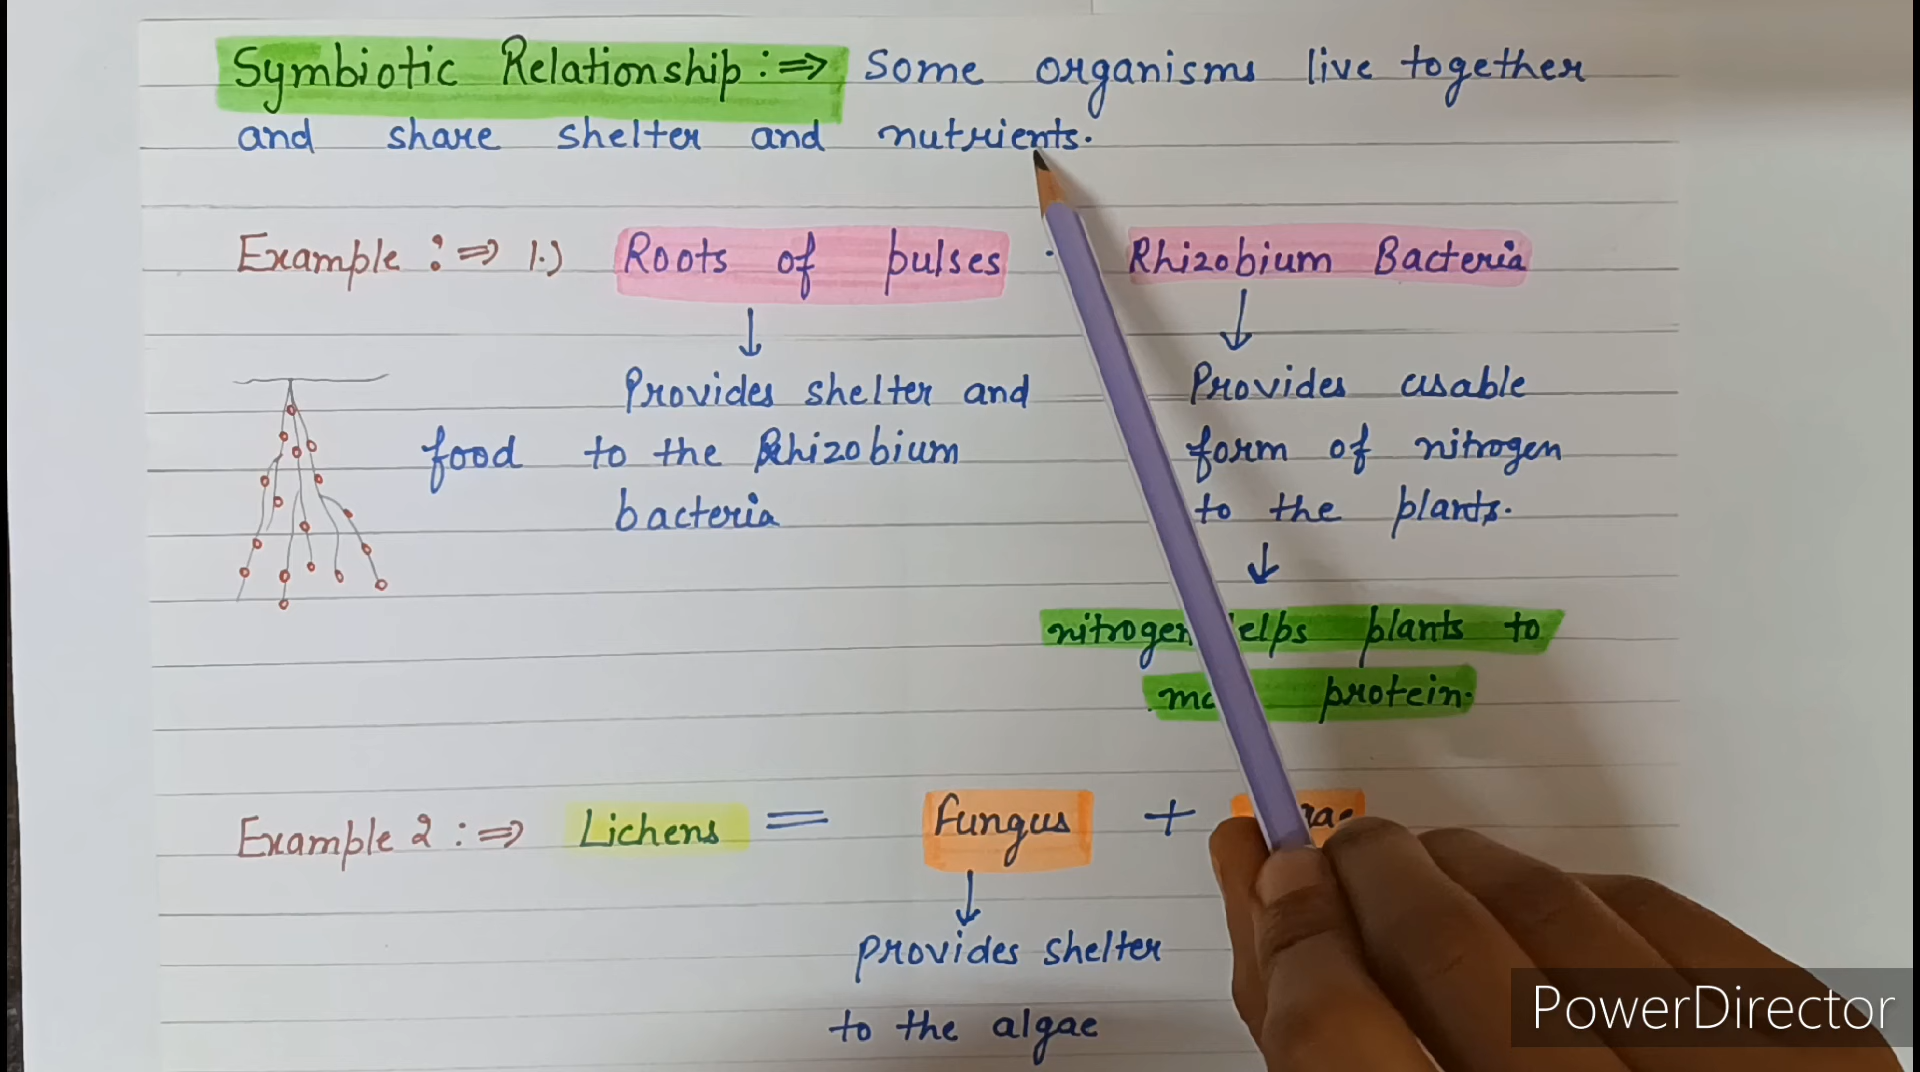 Symbiotic Relationship :⇒ Some organisms live together
and share shelter and nutrients.
Example :⇒ 1.) Roots of pulses Rhizobium Bacteria
↓ ↓
Provides shelter and Provides usable
food to the Rhizobium form of nitrogen
bacteria to the plants.
↓
nitrogen elps plants to
protein.
Example 2 :⇒ Lichens = Fungus +
↓
Provides shelter
to the algae
PowerDirector